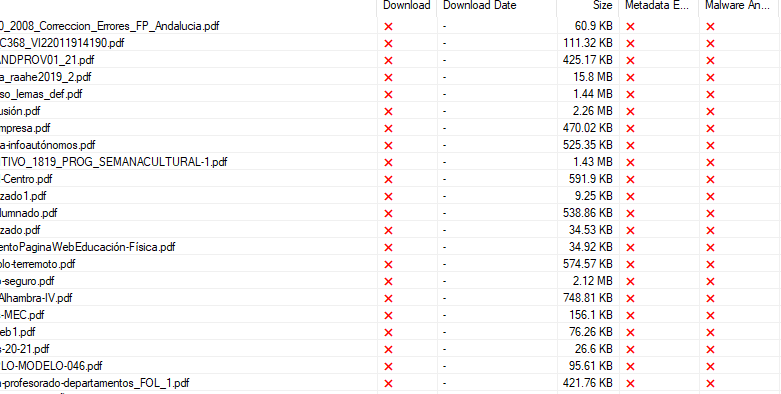 Download Download Date Size Metadata E... Malware An...
0_2008_Correccion_Errores_FP_Andalucia.pdf - 60.9 KB
C368_VI22011914190.pdf - 111.32 KB
ANDPROV01_21.pdf - 425.17 KB
a_raahe2019_2.pdf - 15.8 MB
so_lemas_def.pdf - 1.44 MB
usión.pdf - 2.26 MB
mpresa.pdf - 470.02 KB
a-infoautónomos.pdf - 525.35 KB
TIVO_1819_PROG_SEMANACULTURAL-1.pdf - 1.43 MB
-Centro.pdf - 591.9 KB
zado1.pdf - 9.25 KB
lumnado.pdf - 538.86 KB
zado.pdf - 34.53 KB
entoPaginaWebEducación-Física.pdf - 34.92 KB
olo-terremoto.pdf - 574.57 KB
-seguro.pdf - 2.12 MB
Alhambra-IV.pdf - 748.81 KB
-MEC.pdf - 156.1 KB
eb1.pdf - 76.26 KB
s-20-21.pdf - 26.6 KB
LO-MODELO-046.pdf - 95.61 KB
-profesorado-departamentos_FOL_1.pdf - 421.76 KB